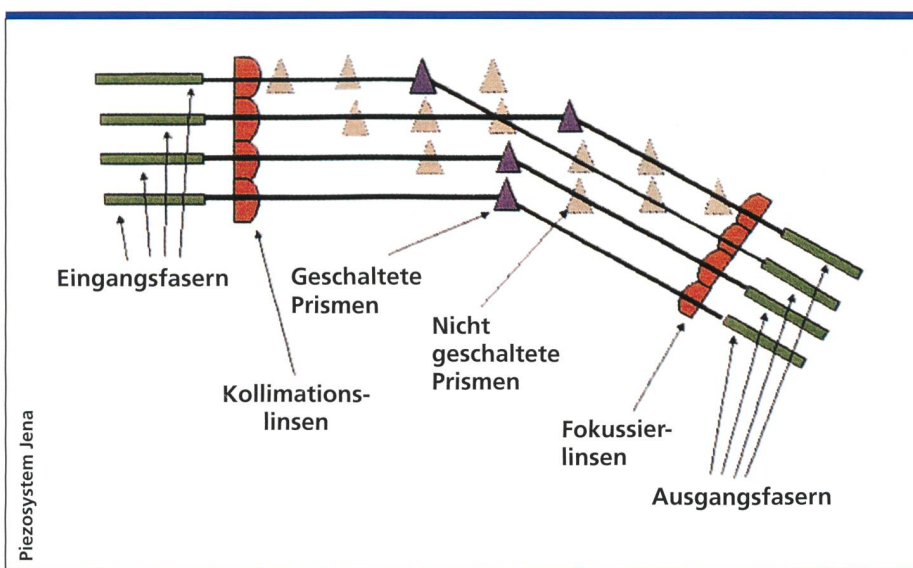 Eingangsfasern
Geschaltete
Prismen
Nicht
geschaltete
Prismen
Kollimations-
linsen
Fokussier-
linsen
Ausgangsfasern
Piezosystem Jena